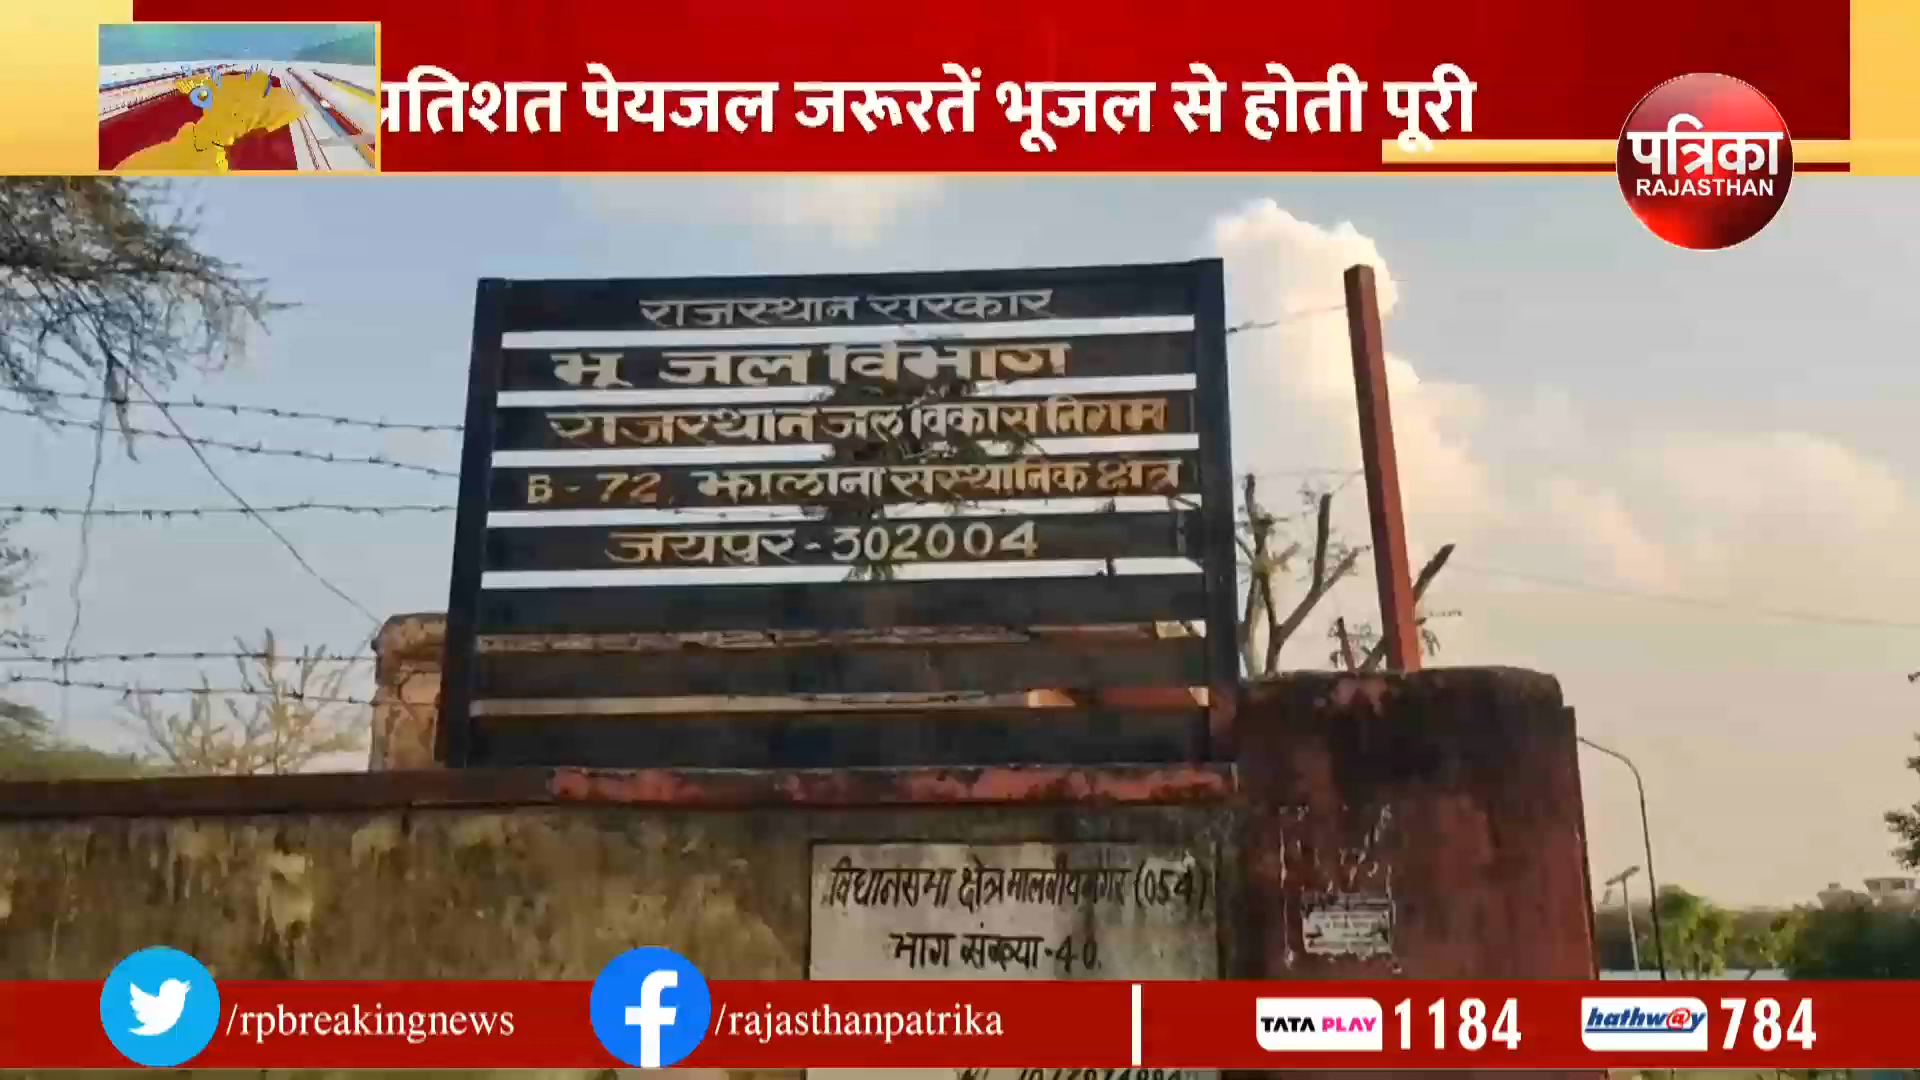 प्रतिशत पेयजल जरूरतें भूजल से होती पूरी
पत्रिका
RAJASTHAN
राजस्थान सरकार
भू जल विभाग
राजस्थान जल विकास निगम
B-72, झालाना संस्थानिक क्षेत्र
जयपुर-302004
विधानसभा क्षेत्र मालवीयनगर (054)
भाग संख्या-40.
/rpbreakingnews
/rajasthanpatrika
TATA PLAY 1184
hathw@y 784